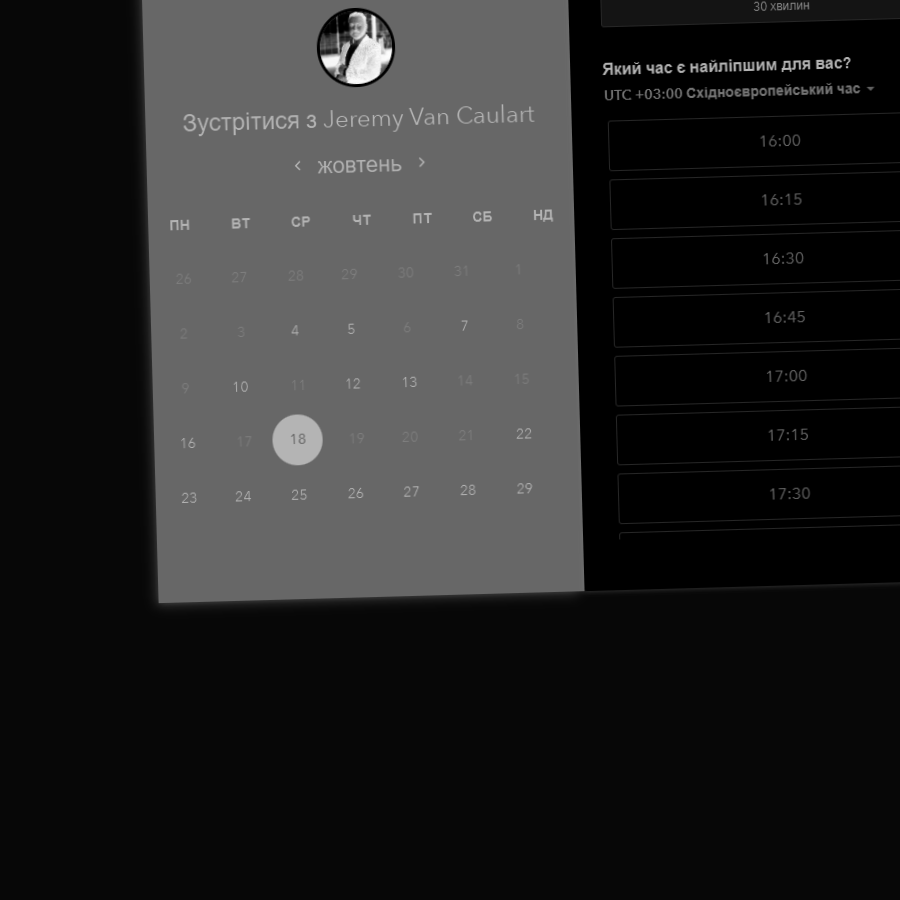 Зустрітися з Jeremy Van Caulart
жовтень
ПН ВТ СР ЧТ ПТ СБ НД
26 27 28 29 30 31 1
2 3 4 5 6 7 8
9 10 11 12 13 14 15
16 17 18 19 20 21 22
23 24 25 26 27 28 29
30 хвилин
Який час є найліпшим для вас?
UTC +03:00 Східноєвропейський час
16:00
16:15
16:30
16:45
17:00
17:15
17:30